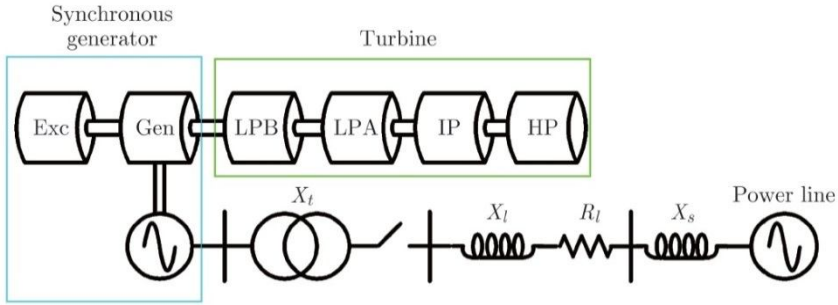 Synchronous
generator
Turbine
Exc
Gen
LPB
LPA
IP
HP
X_t
X_l
R_l
X_s
Power line